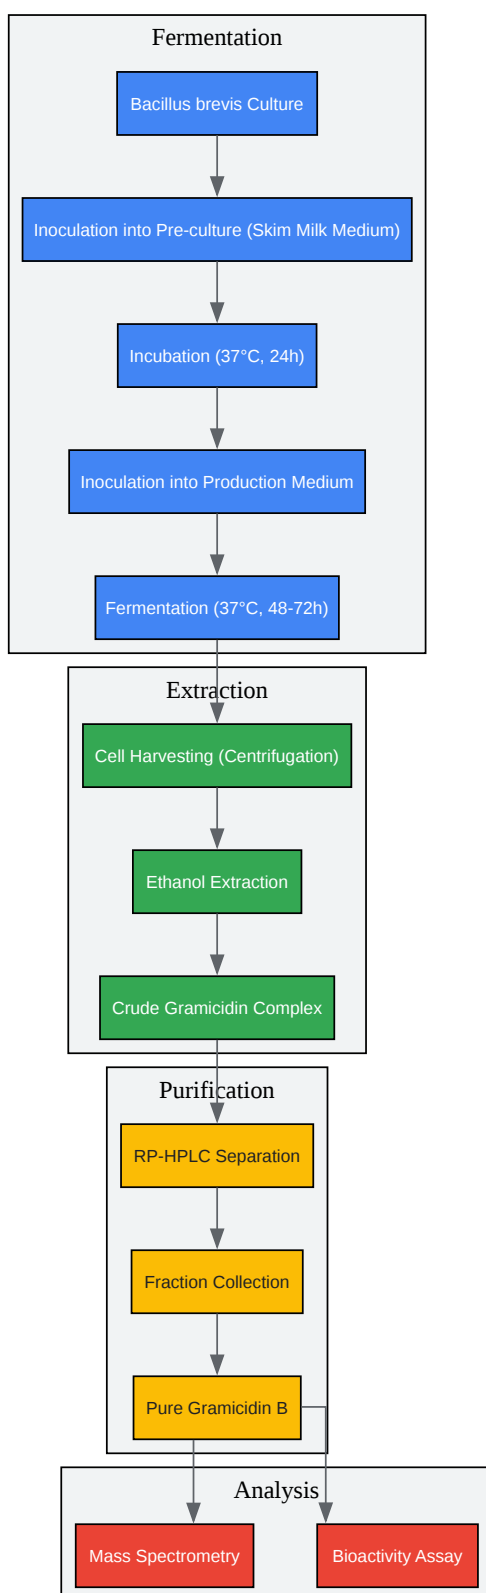 Fermentation
Bacillus brevis Culture
Inoculation into Pre-culture (Skim Milk Medium)
Incubation (37°C, 24h)
Inoculation into Production Medium
Fermentation (37°C, 48-72h)
Extraction
Cell Harvesting (Centrifugation)
Ethanol Extraction
Crude Gramicidin Complex
Purification
RP-HPLC Separation
Fraction Collection
Pure Gramicidin B
Analysis
Mass Spectrometry
Bioactivity Assay